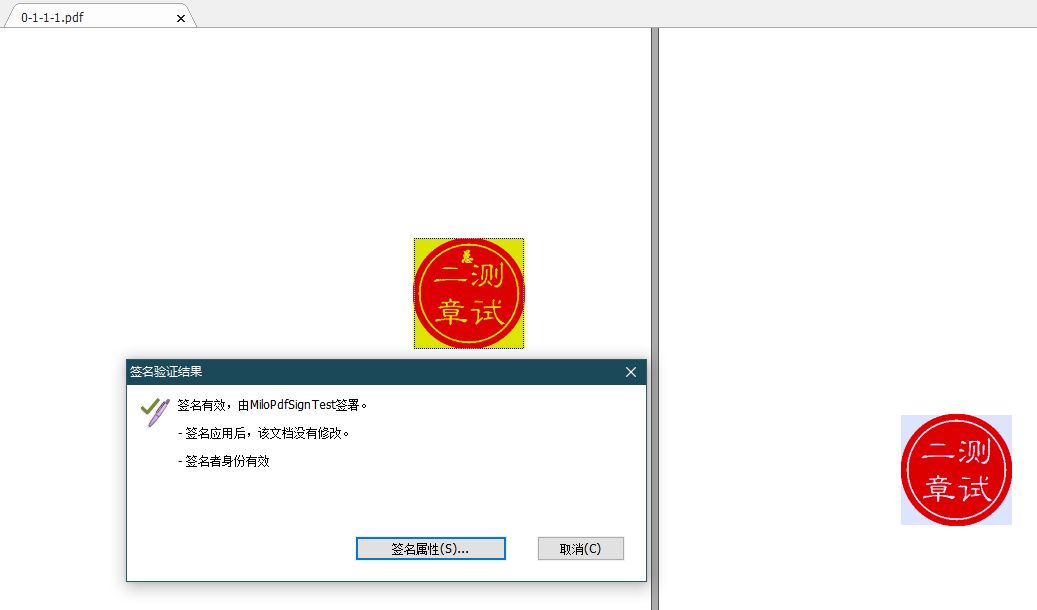 0-1-1-1.pdf
总
二测
章试
签名验证结果
签名有效，由MiloPdfSignTest签署。
- 签名应用后，该文档没有修改。
- 签名者身份有效
签名属性(S)...
取消(C)
二测
章试